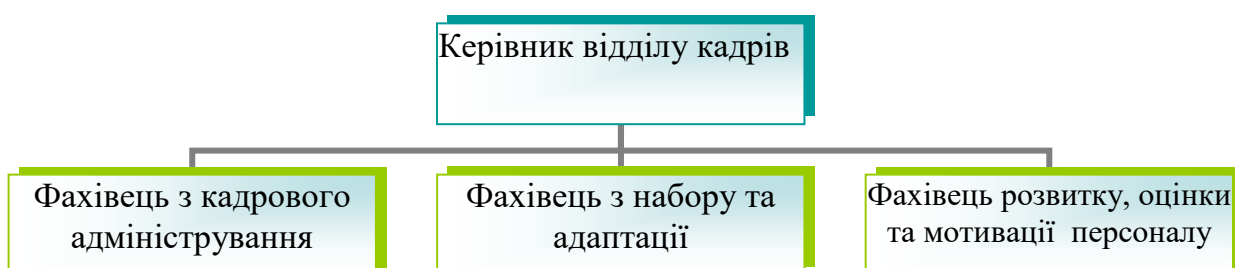 Керівник відділу кадрів
Фахівець з кадрового
адміністрування
Фахівець з набору та
адаптації
Фахівець розвитку, оцінки
та мотивації персоналу